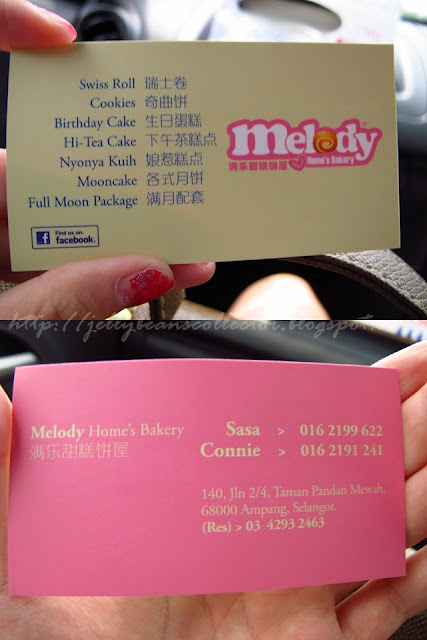 Swiss Roll 瑞士卷
Cookies 奇曲饼
Birthday Cake 生日蛋糕
Hi-Tea Cake 下午茶糕点
Nyonya Kuih 娘惹糕点
Mooncake 各式月饼
Full Moon Package 满月配套
Find us on
facebook.
melody
Home's Bakery
满乐甜糕饼屋
http://jellybeanscollector.blogspot.
Melody Home's Bakery
满乐甜糕饼屋
Sasa > 016 2199 622
Connie > 016 2191 241
140, Jln 2/4, Taman Pandan Mewah.
68000 Ampang, Selangor.
(Res) > 03 4293 2463